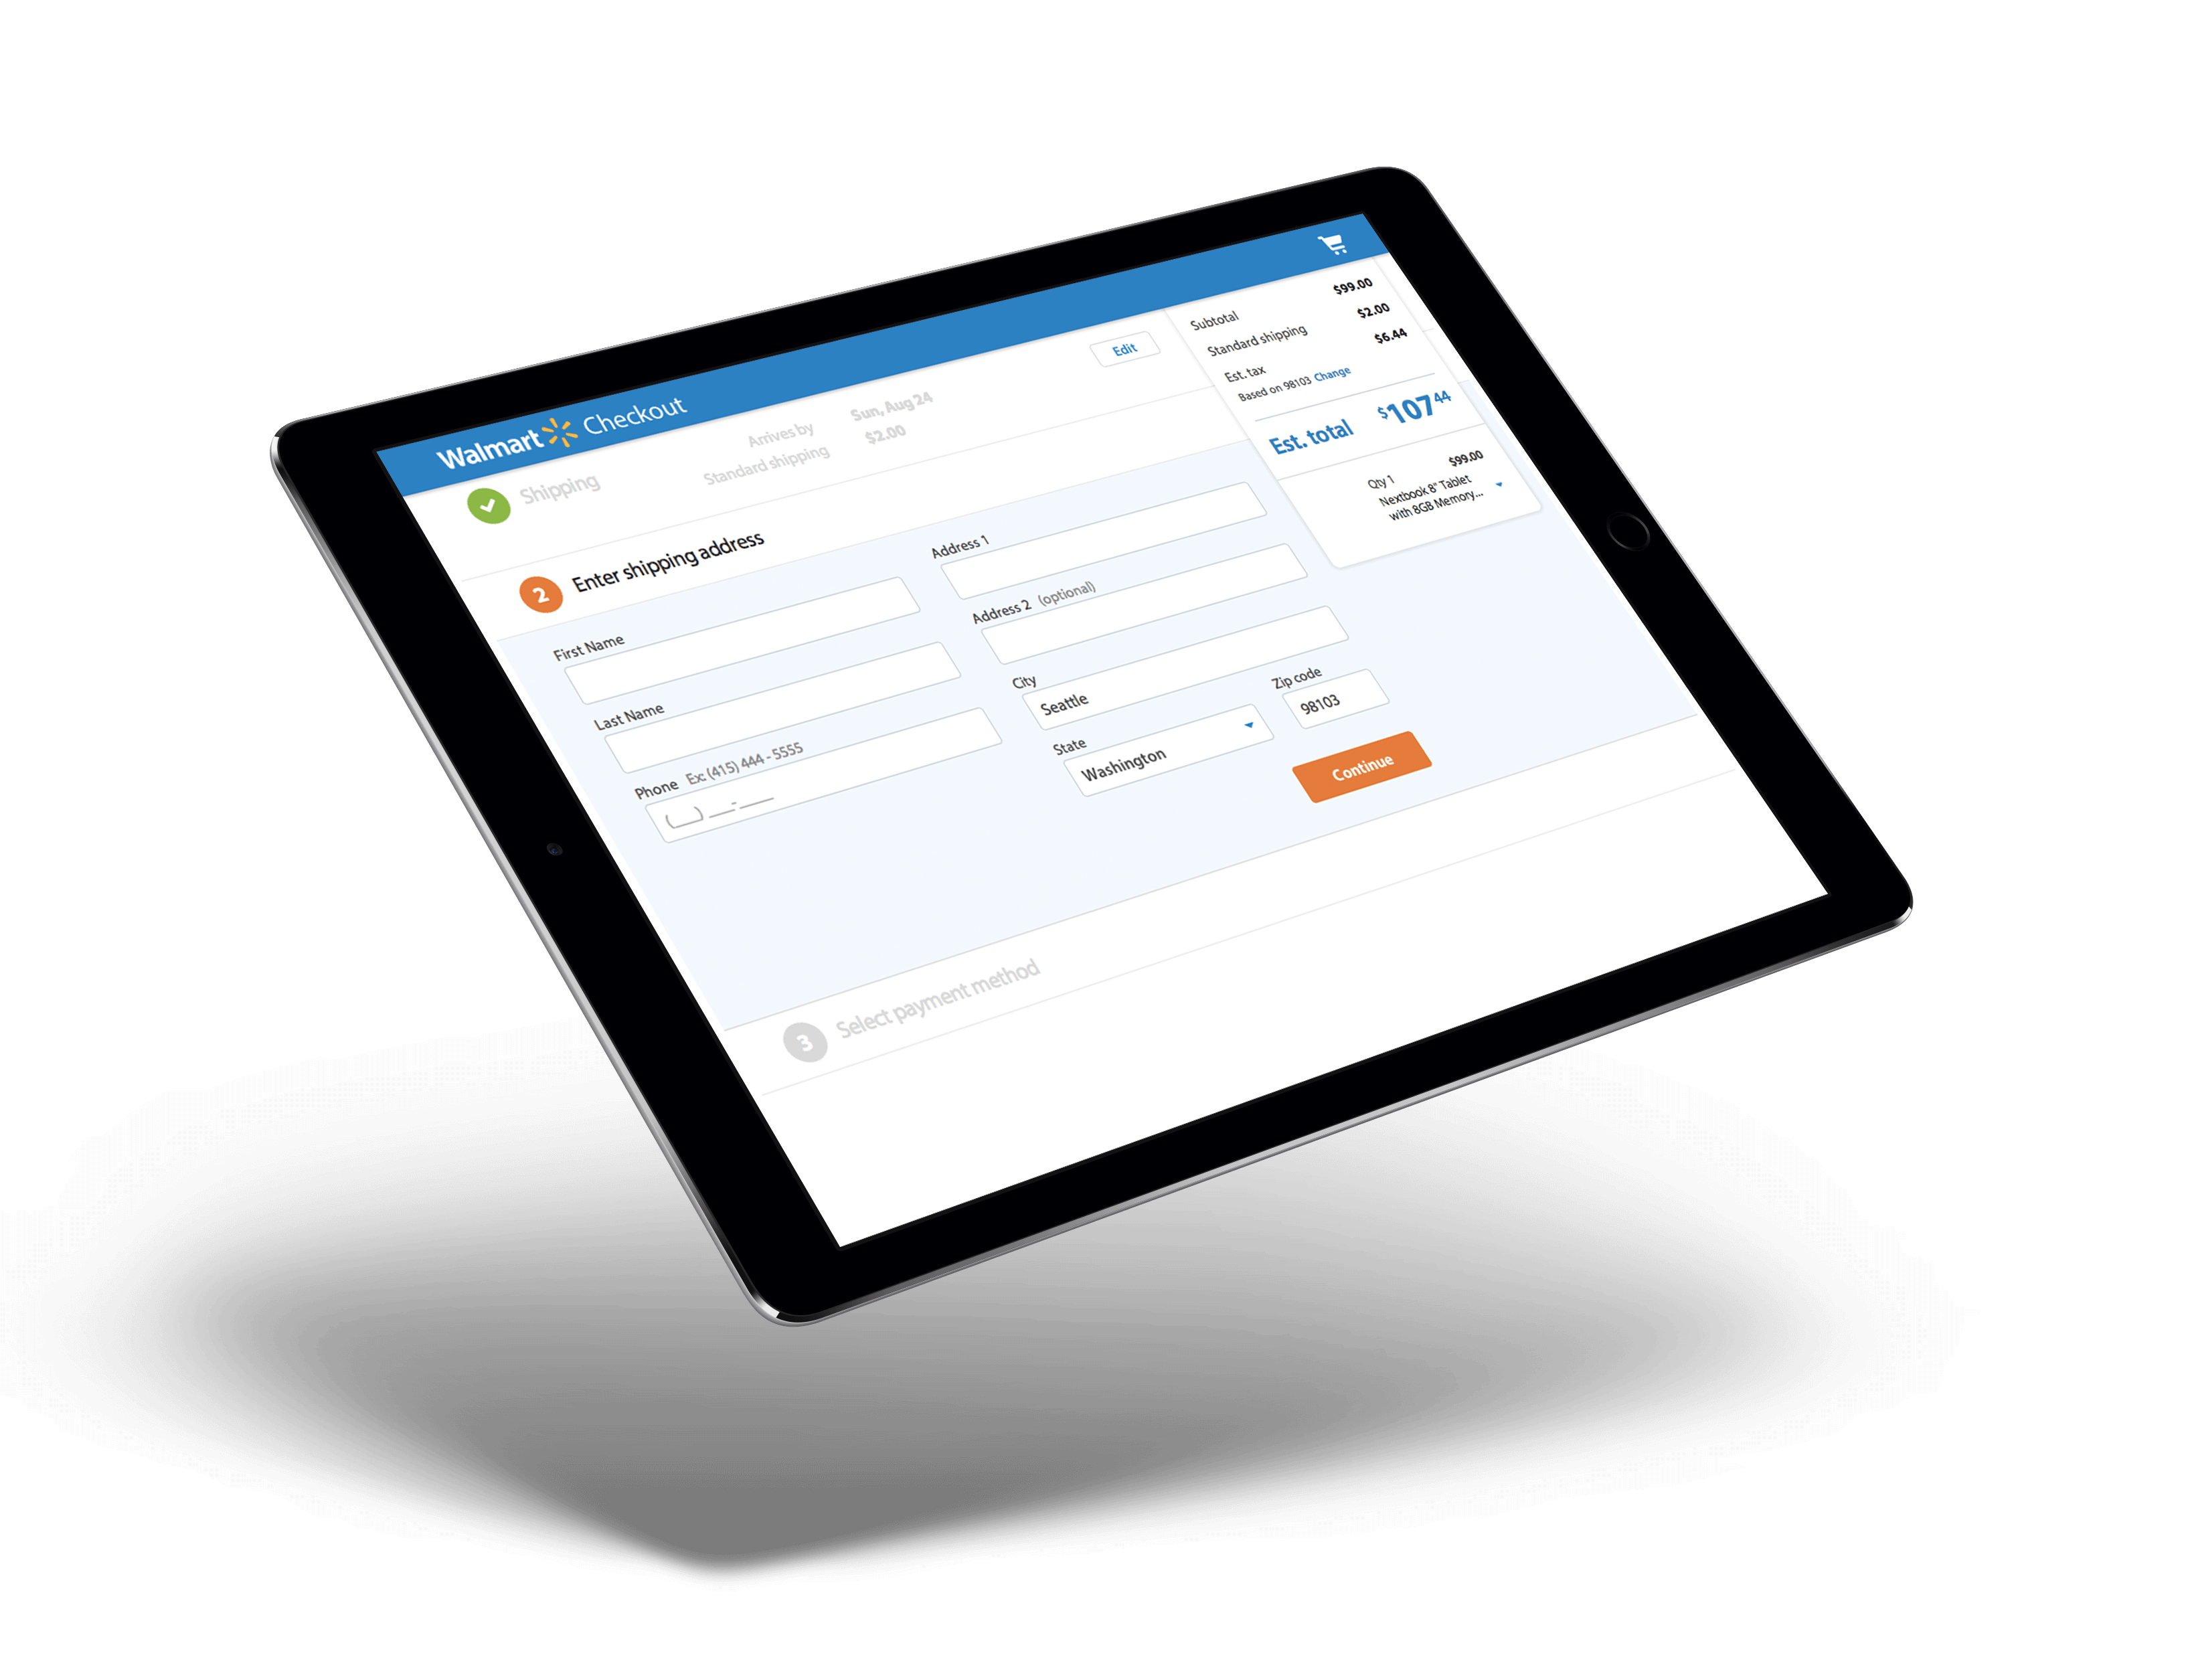 Walmart Checkout
Shipping
Arrives by Sun, Aug 24
Standard shipping $2.00
Edit
2 Enter shipping address
First Name
Last Name
Phone Ex: (415) 444 - 5555
(___) ___-____
Address 1
Address 2 (optional)
City
Seattle
State
Washington
Zip code
98103
Continue
3 Select payment method
Subtotal $99.00
Standard shipping $2.00
Est. tax $6.44
Based on 98103 Change
Est. total $107 44
Qty 1 $99.00
Nextbook 8" Tablet
with 8GB Memory...